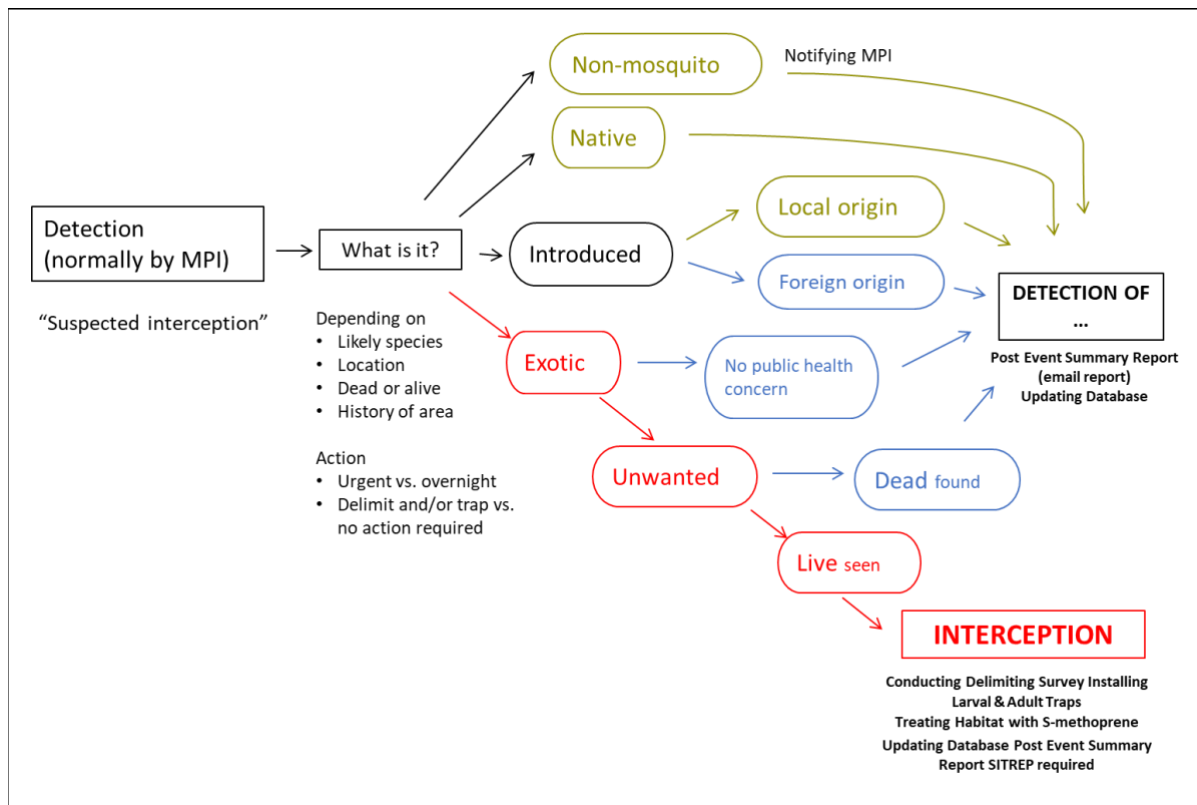 Non-mosquito
Notifying MPI
Native
Detection
(normally by MPI)
"Suspected interception"
What is it?
Introduced
Local origin
Foreign origin
DETECTION OF
...
Post Event Summary Report
(email report)
Updating Database
Depending on
• Likely species
• Location
• Dead or alive
• History of area
Action
• Urgent vs. overnight
• Delimit and/or trap vs.
no action required
Exotic
No public health
concern
Unwanted
Dead found
Live seen
INTERCEPTION
Conducting Delimiting Survey Installing
Larval & Adult Traps
Treating Habitat with S-methoprene
Updating Database Post Event Summary
Report SITREP required